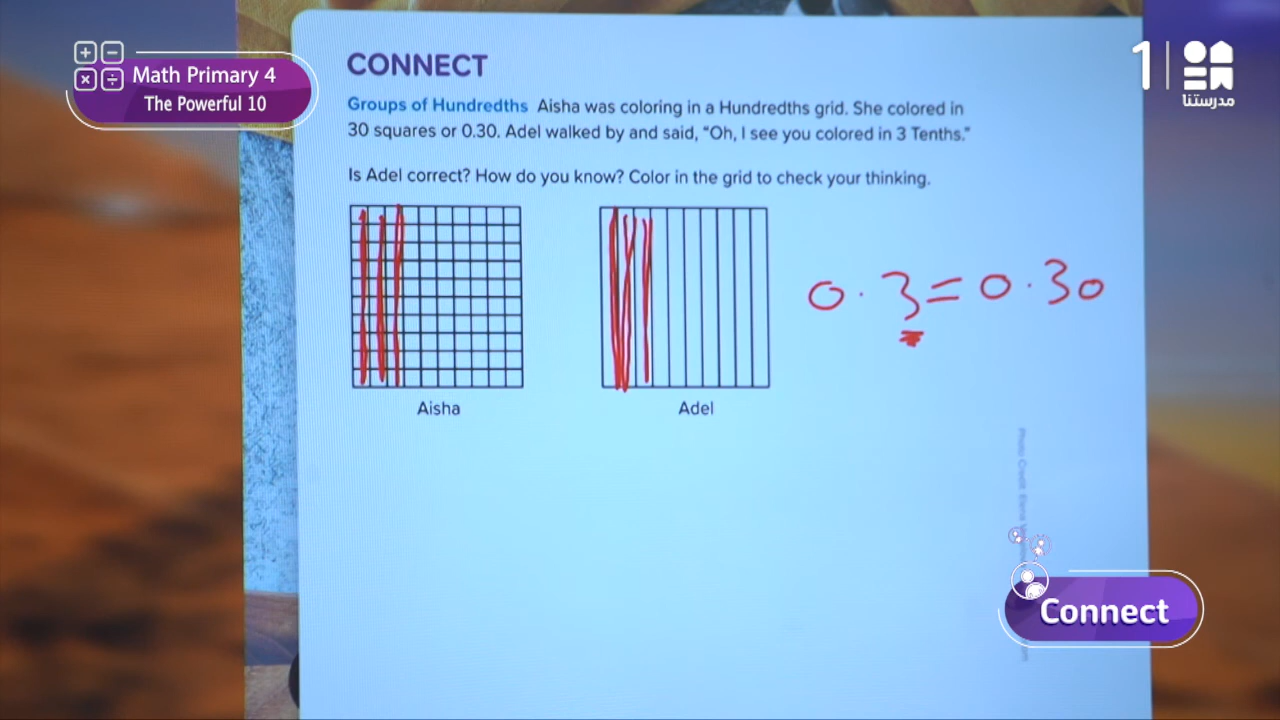 Math Primary 4
The Powerful 10
1
مدرستنا
CONNECT
Groups of Hundredths Aisha was coloring in a Hundredths grid. She colored in
30 squares or 0.30. Adel walked by and said, “Oh, I see you colored in 3 Tenths.”
Is Adel correct? How do you know? Color in the grid to check your thinking.
0.3=0.30
Aisha
Adel
Photo Credit:
Connect